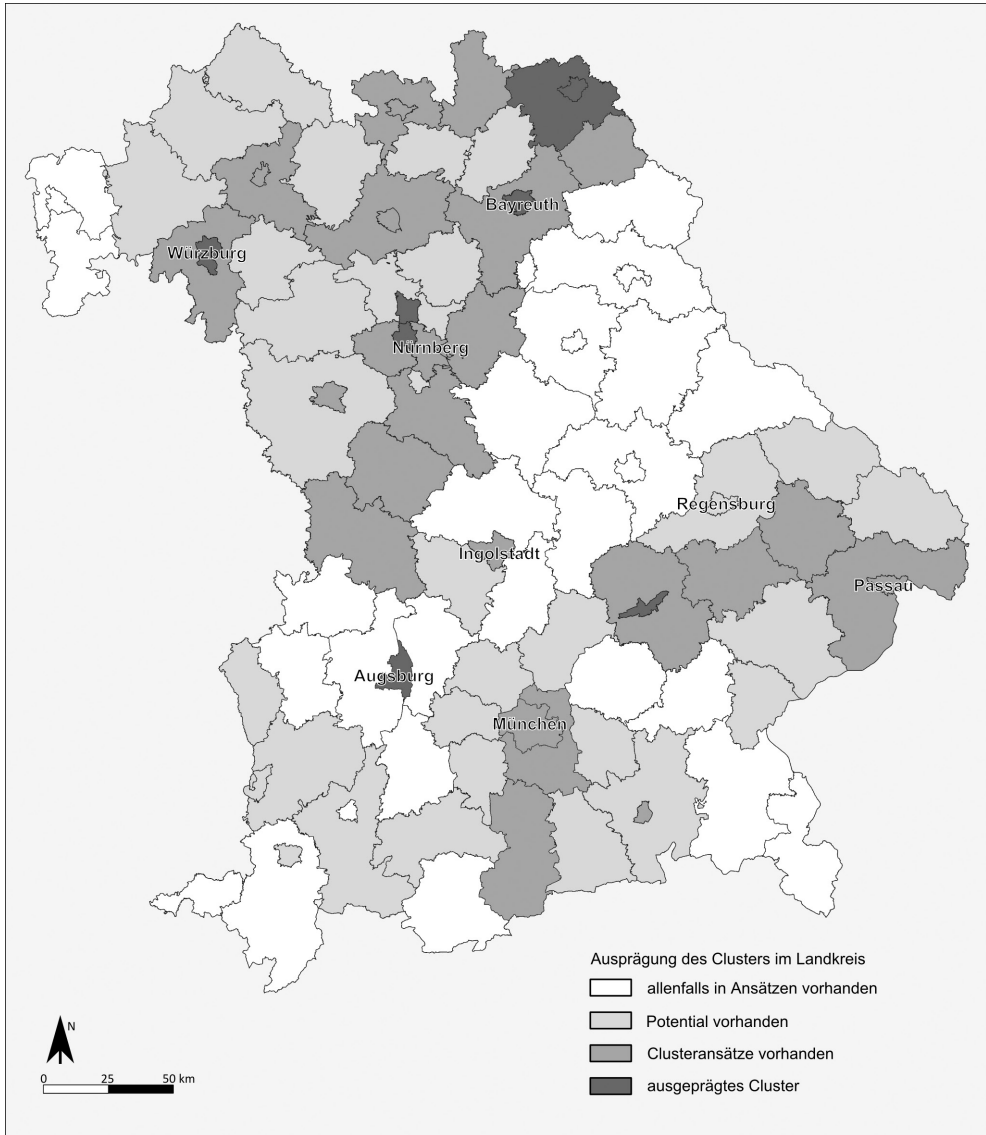 Bayreuth
Würzburg
Nürnberg
Regensburg
Ingolstadt
Passau
Augsburg
München
Ausprägung des Clusters im Landkreis
allenfalls in Ansätzen vorhanden
Potential vorhanden
Clusteransätze vorhanden
ausgeprägtes Cluster
N
0 25 50 km